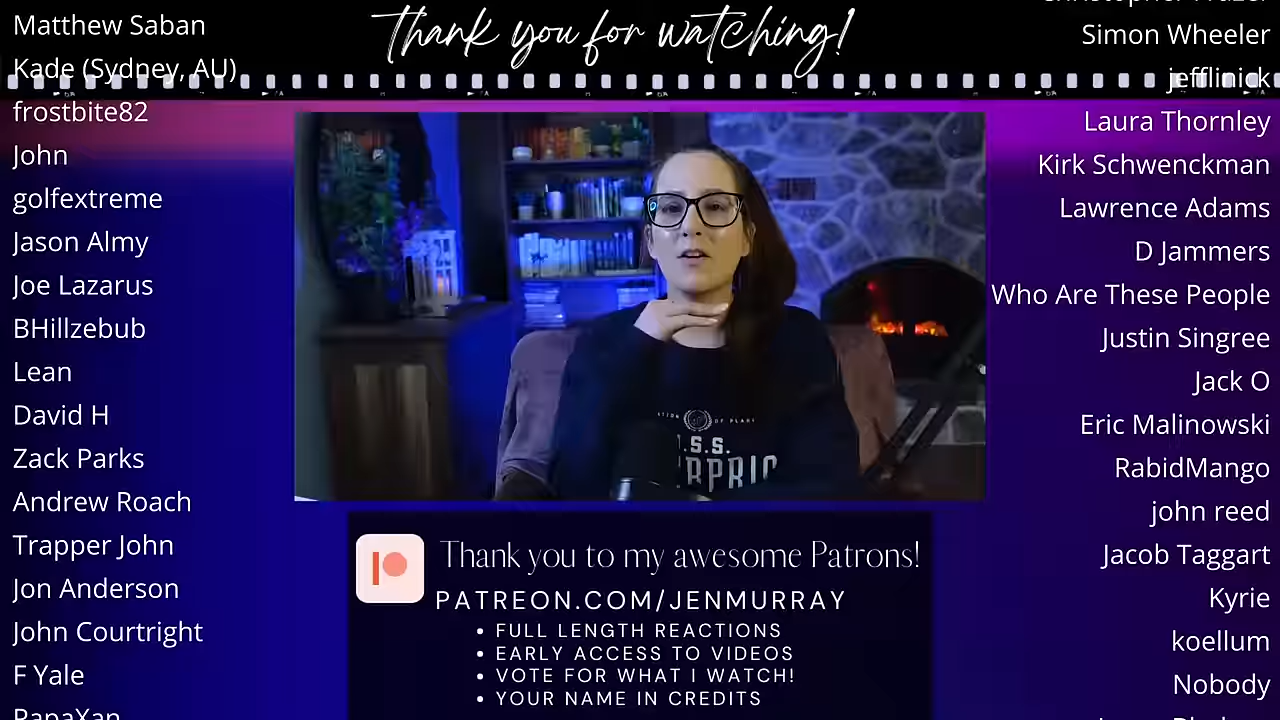 Thank you for watching!
Matthew Saban
Kade (Sydney, AU)
frostbite82
John
golfextreme
Jason Almy
Joe Lazarus
BHillzebub
Lean
David H
Zack Parks
Andrew Roach
Trapper John
Jon Anderson
John Courtright
F Yale
PapaXan
Simon Wheeler
jefflinick
Laura Thornley
Kirk Schwenckman
Lawrence Adams
D Jammers
Who Are These People
Justin Singree
Jack O
Eric Malinowski
RabidMango
john reed
Jacob Taggart
Kyrie
koellum
Nobody
.S.S.
Thank you to my awesome Patrons!
PATREON.COM/JENMURRAY
• FULL LENGTH REACTIONS
• EARLY ACCESS TO VIDEOS
• VOTE FOR WHAT I WATCH!
• YOUR NAME IN CREDITS